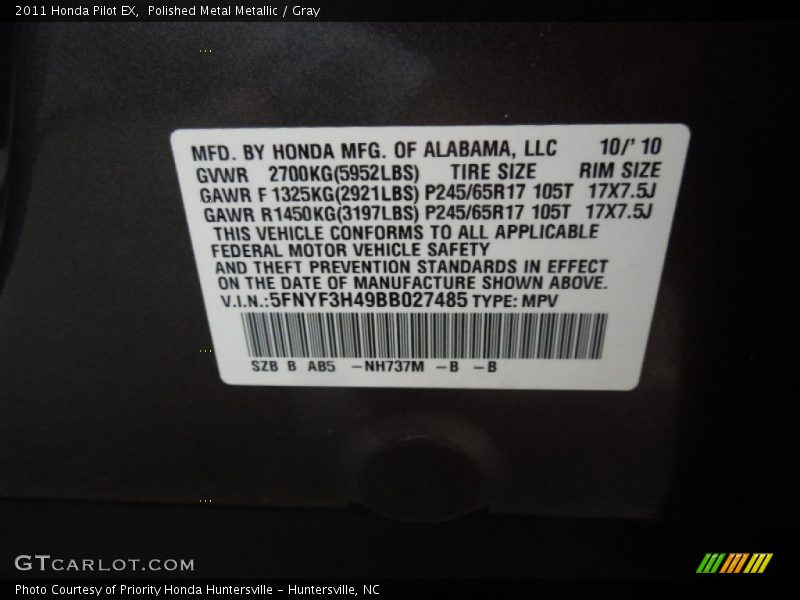 2011 Honda Pilot EX,  Polished Metal Metallic / Gray
MFD. BY HONDA MFG. OF ALABAMA, LLC 10/' 10
GVWR 2700KG(5952LBS) TIRE SIZE RIM SIZE
GAWR F 1325KG(2921LBS) P245/65R17 105T 17X7.5J
GAWR R1450KG(3197LBS) P245/65R17 105T 17X7.5J
THIS VEHICLE CONFORMS TO ALL APPLICABLE
FEDERAL MOTOR VEHICLE SAFETY
AND THEFT PREVENTION STANDARDS IN EFFECT
ON THE DATE OF MANUFACTURE SHOWN ABOVE.
V.I.N.:5FNYF3H49BB027485 TYPE: MPV
SZB B AB5 -NH737M -B -B
GTCARLOT.COM
Photo Courtesy of Priority Honda Huntersville - Huntersville, NC